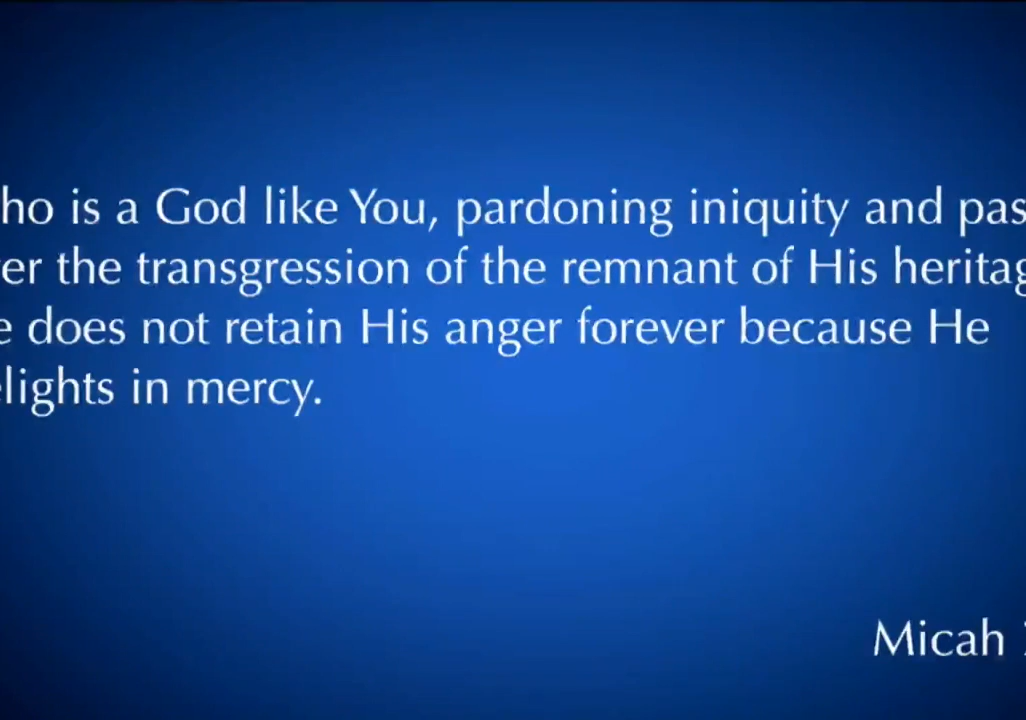 ho is a God like You, pardoning iniquity and pas
er the transgression of the remnant of His heritag
e does not retain His anger forever because He
lights in mercy.
Micah